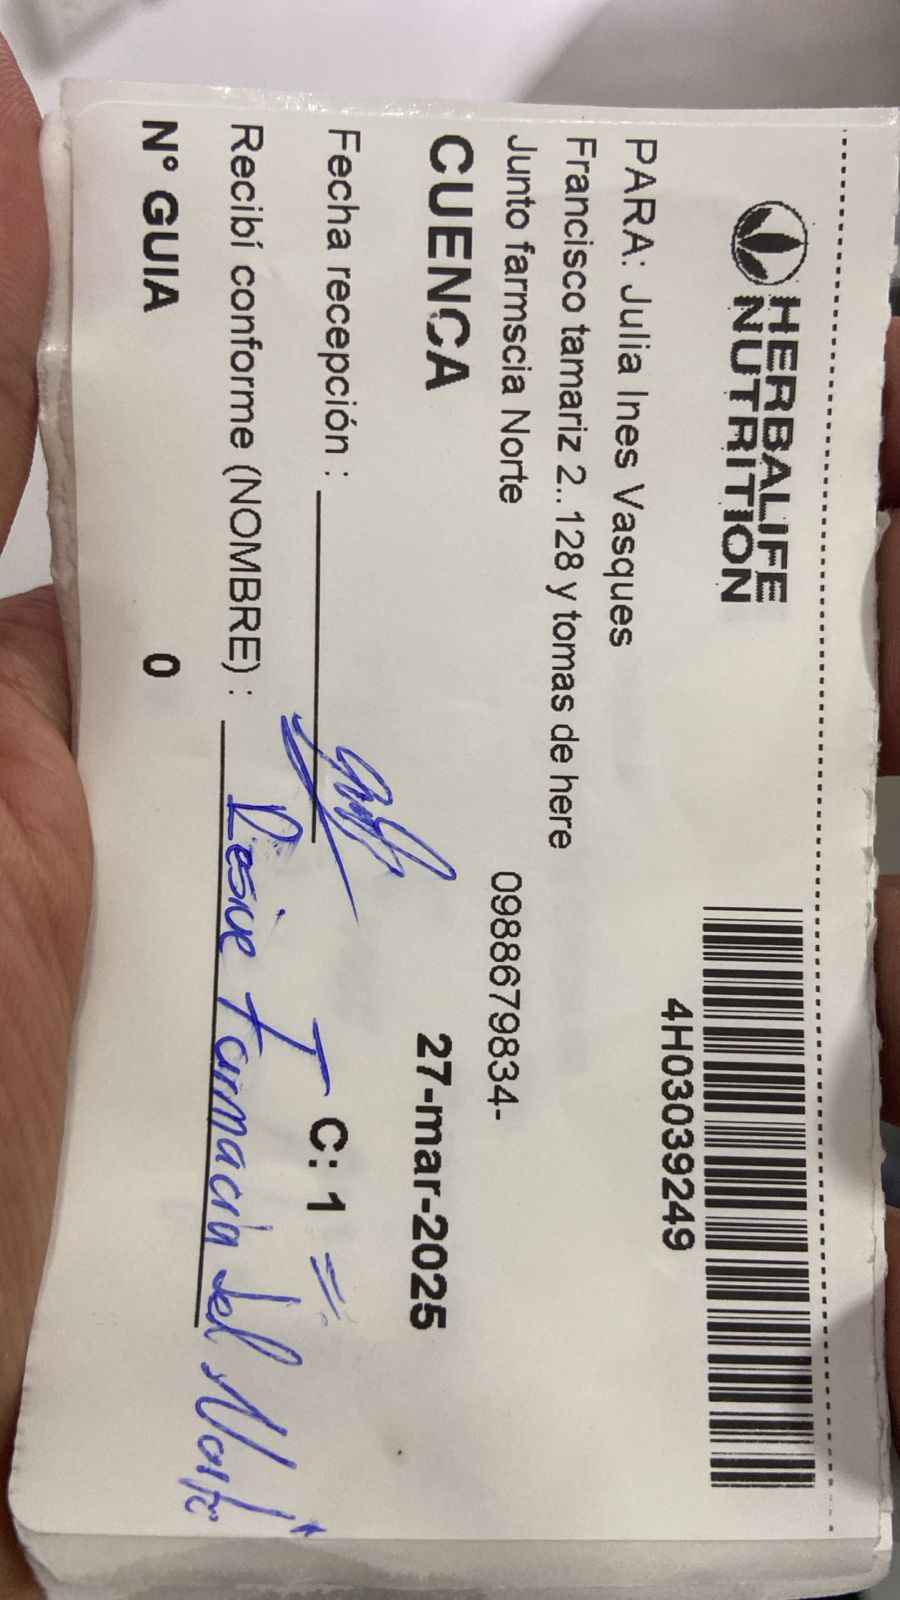 HERBALIFE
NUTRITION
4H03039249
PARA: Julia Ines Vasques
Francisco tamariz 2.. 128 y tomas de here
Junto farmscia Norte 0988679834-
CUENCA 27-mar-2025
Fecha recepción : C: 1
Recibí conforme (NOMBRE) : Farmacia del Norte
N° GUIA 0